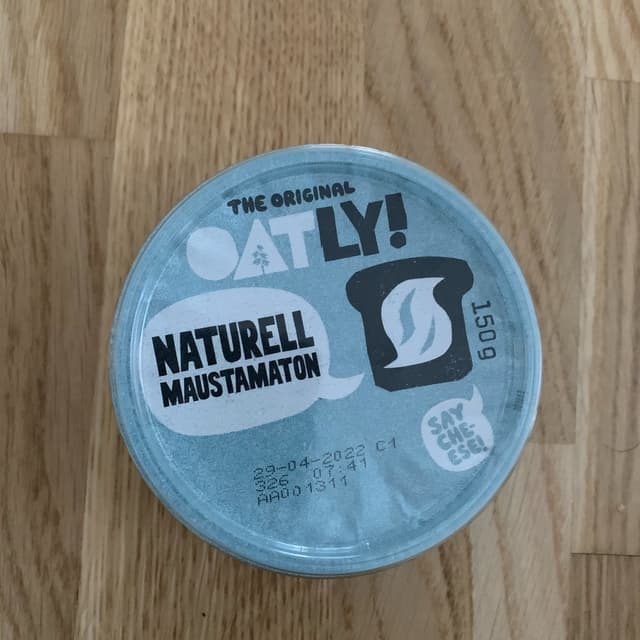 THE ORIGINAL
OATLY!
NATURELL
MAUSTAMATON
150g
SAY
CHE-
ESE!
29-04-2022 C1
326 07:41
AA001311